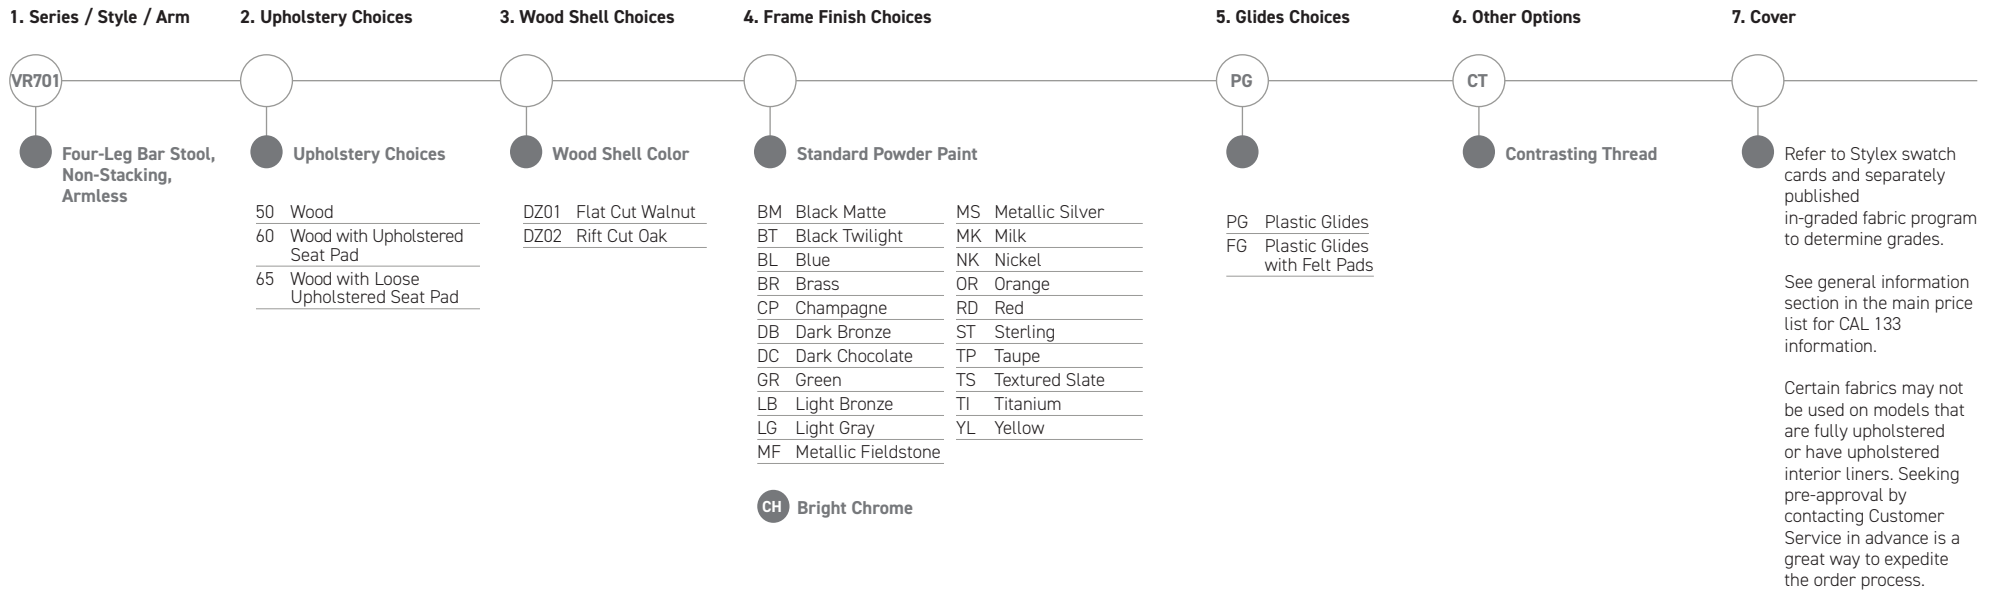 1. Series / Style / Arm
VR701
Four-Leg Bar Stool,
Non-Stacking,
Armless
2. Upholstery Choices
Upholstery Choices
50 Wood
60 Wood with Upholstered
Seat Pad
65 Wood with Loose
Upholstered Seat Pad
3. Wood Shell Choices
Wood Shell Color
DZ01 Flat Cut Walnut
DZ02 Rift Cut Oak
4. Frame Finish Choices
Standard Powder Paint
BM Black Matte
BT Black Twilight
BL Blue
BR Brass
CP Champagne
DB Dark Bronze
DC Dark Chocolate
GR Green
LB Light Bronze
LG Light Gray
MF Metallic Fieldstone
MS Metallic Silver
MK Milk
NK Nickel
OR Orange
RD Red
ST Sterling
TP Taupe
TS Textured Slate
TI Titanium
YL Yellow
CH Bright Chrome
5. Glides Choices
PG
PG Plastic Glides
FG Plastic Glides
with Felt Pads
6. Other Options
CT
Contrasting Thread
7. Cover
Refer to Stylex swatch
cards and separately
published
in-graded fabric program
to determine grades.
See general information
section in the main price
list for CAL 133
information.
Certain fabrics may not
be used on models that
are fully upholstered
or have upholstered
interior liners. Seeking
pre-approval by
contacting Customer
Service in advance is a
great way to expedite
the order process.